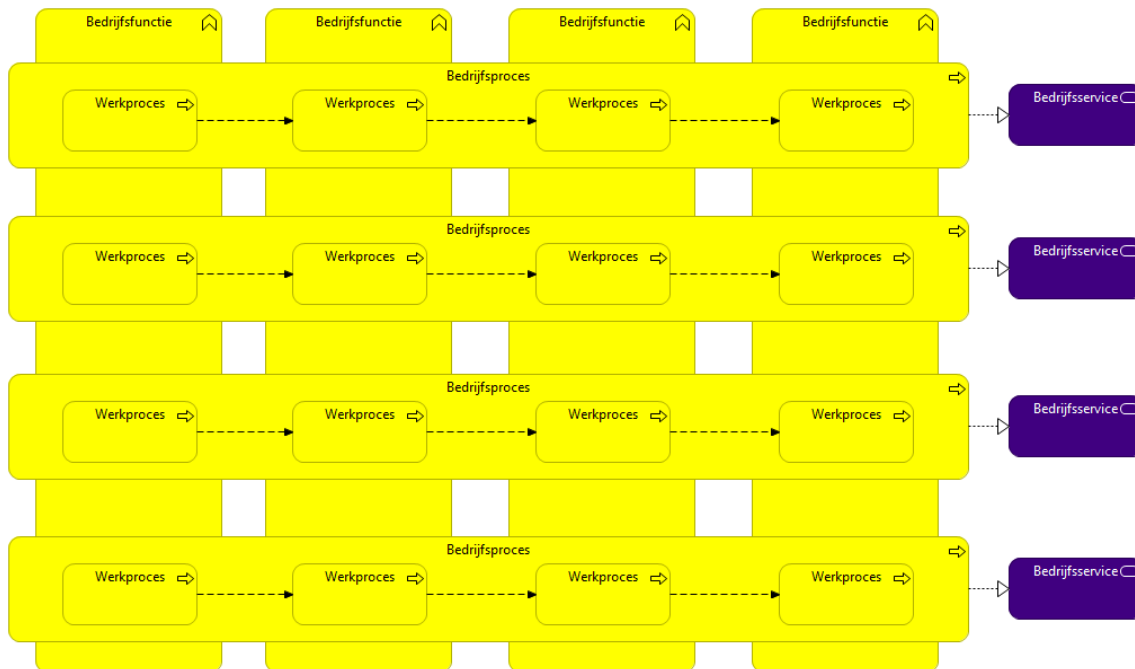 Bedrijfsfunctie Bedrijfsfunctie Bedrijfsfunctie Bedrijfsfunctie
Bedrijfsproces
Werkproces Werkproces Werkproces Werkproces
Bedrijfsservice
Bedrijfsproces
Werkproces Werkproces Werkproces Werkproces
Bedrijfsservice
Bedrijfsproces
Werkproces Werkproces Werkproces Werkproces
Bedrijfsservice
Bedrijfsproces
Werkproces Werkproces Werkproces Werkproces
Bedrijfsservice